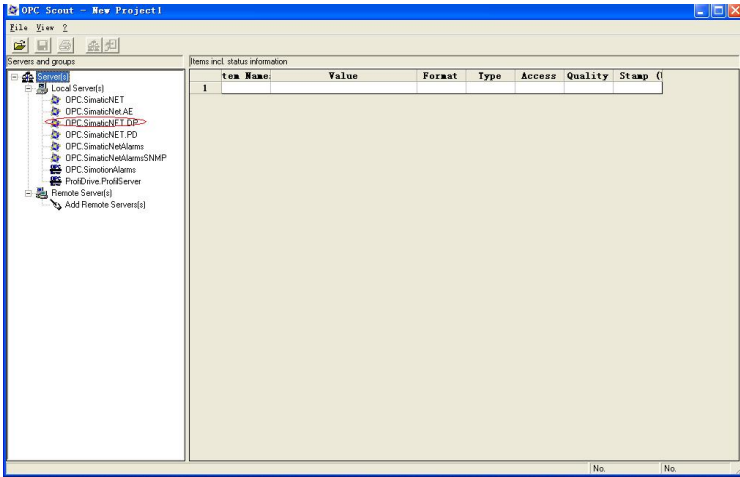 OPC Scout - New Project1
File View ?
Servers and groups
Items incl. status information
Server(s)
Local Server(s)
OPC.SimaticNET
OPC.SimaticNet.AE
OPC.SimaticNET.DP
OPC.SimaticNET.PD
OPC.SimaticNetAlarms
OPC.SimaticNetAlarmsSNMP
OPC.SimotionAlarms
ProfiDrive.ProfiServer
Remote Server(s)
Add Remote Servers(s)
tem Name: Value Format Type Access Quality Stamp (
1
No. No.